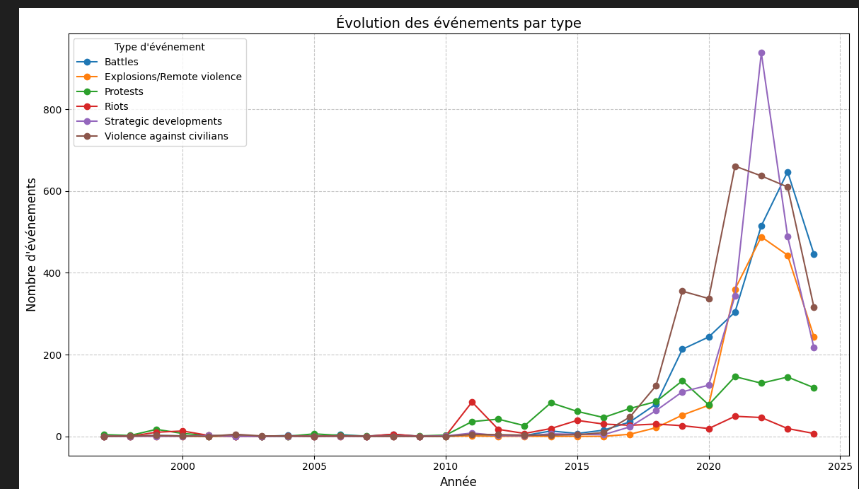 Évolution des événements par type
Type d'événement
Battles
Explosions/Remote violence
Protests
Riots
Strategic developments
Violence against civilians
Nombre d'événements
800
600
400
200
0
2000
2005
2010
2015
2020
2025
Année